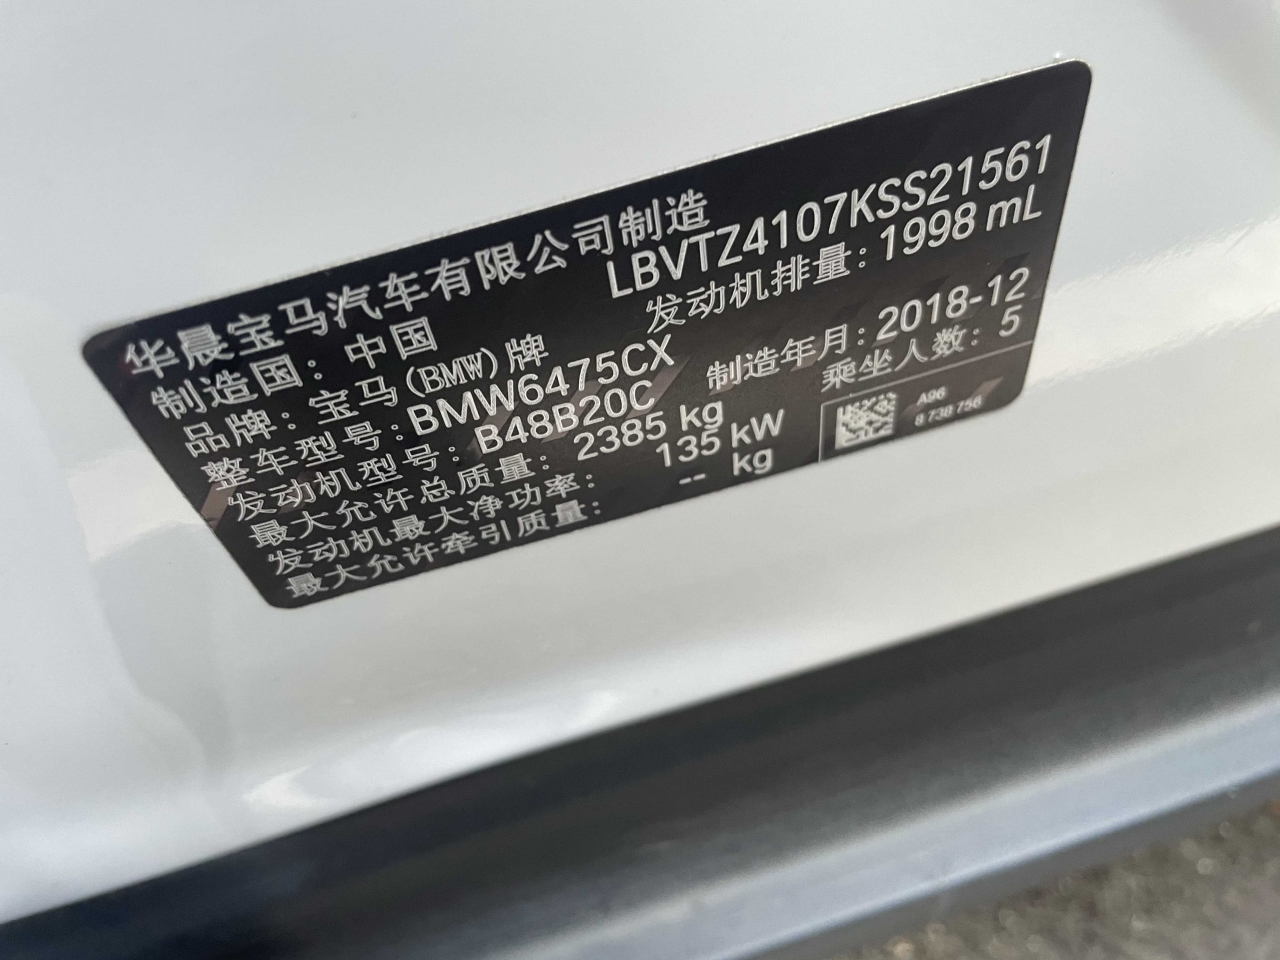 华晨宝马汽车有限公司制造
制造国：中国 LBVTZ4107KSS21561
品牌：宝马(BMW)牌 发动机排量：1998 mL
整车型号：BMW6475CX
发动机型号：B48B20C 制造年月：2018-12
最大允许总质量：2385 kg 乘坐人数：5
发动机最大净功率：135 kW
最大允许牵引质量：-- kg
A96
8 738 756